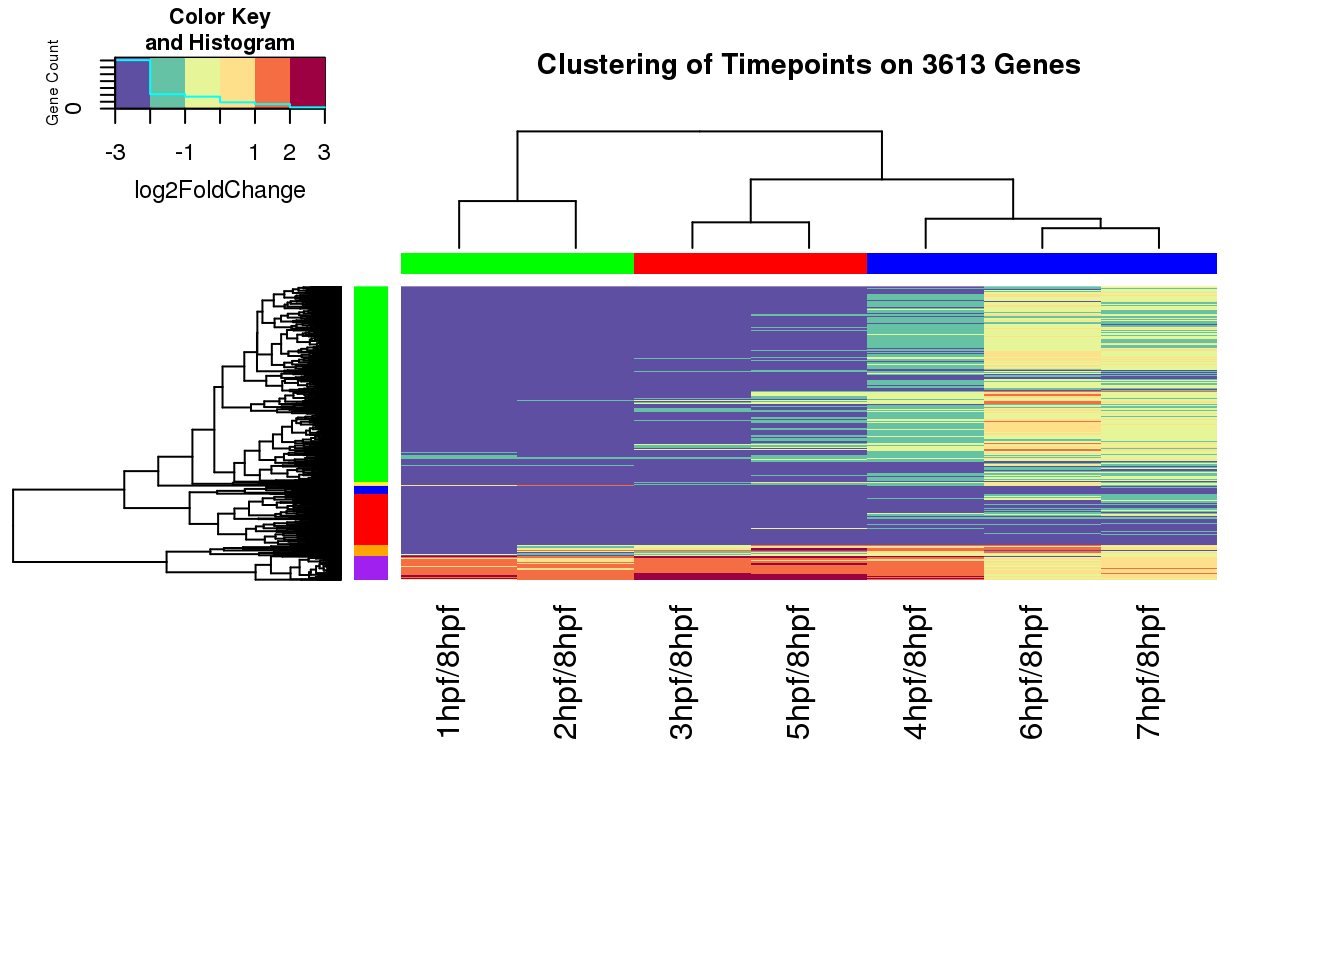 Color Key
and Histogram
Gene Count
0
-3 -1 1 2 3
log2FoldChange
Clustering of Timepoints on 3613 Genes
1hpf/8hpf
2hpf/8hpf
3hpf/8hpf
5hpf/8hpf
4hpf/8hpf
6hpf/8hpf
7hpf/8hpf